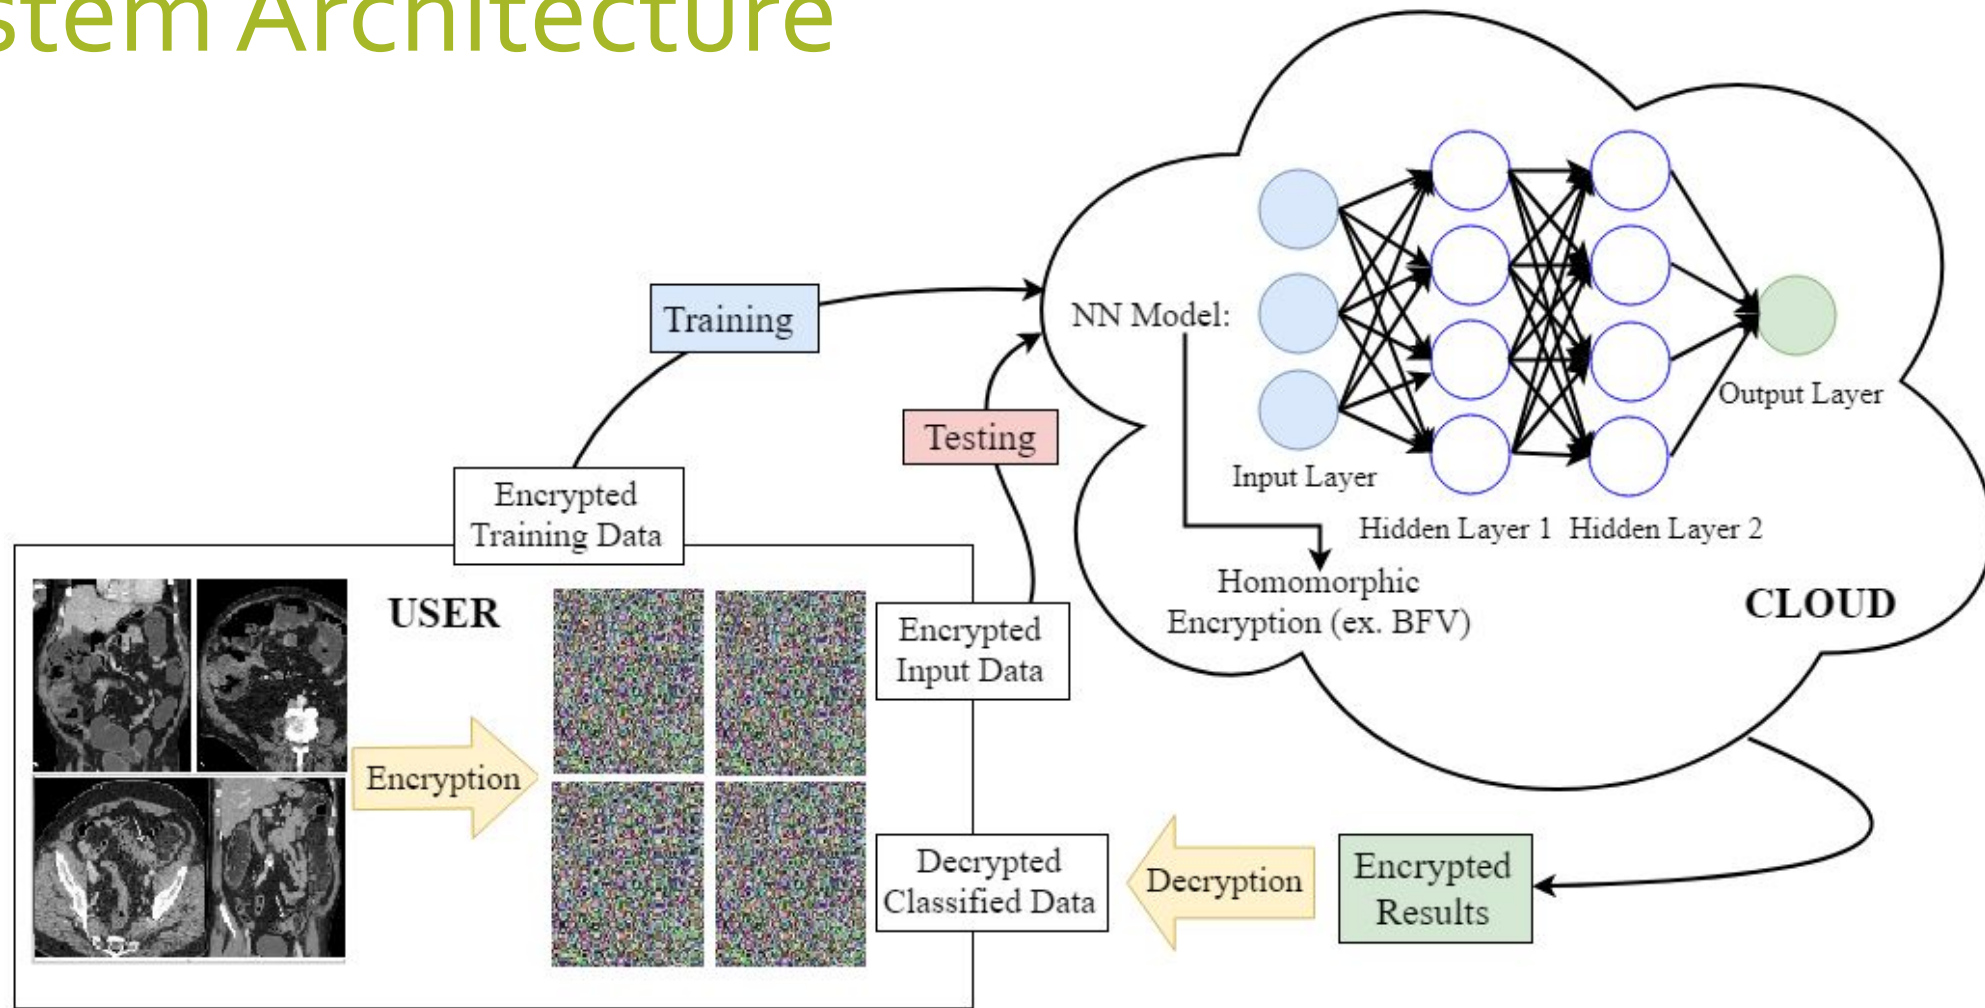 stem Architecture
Training
NN Model:
Output Layer
Testing
Input Layer
Encrypted
Training Data
Hidden Layer 1 Hidden Layer 2
Homomorphic
Encryption (ex. BFV)
CLOUD
USER
Encrypted
Input Data
Encryption
Decrypted
Classified Data
Decryption
Encrypted
Results